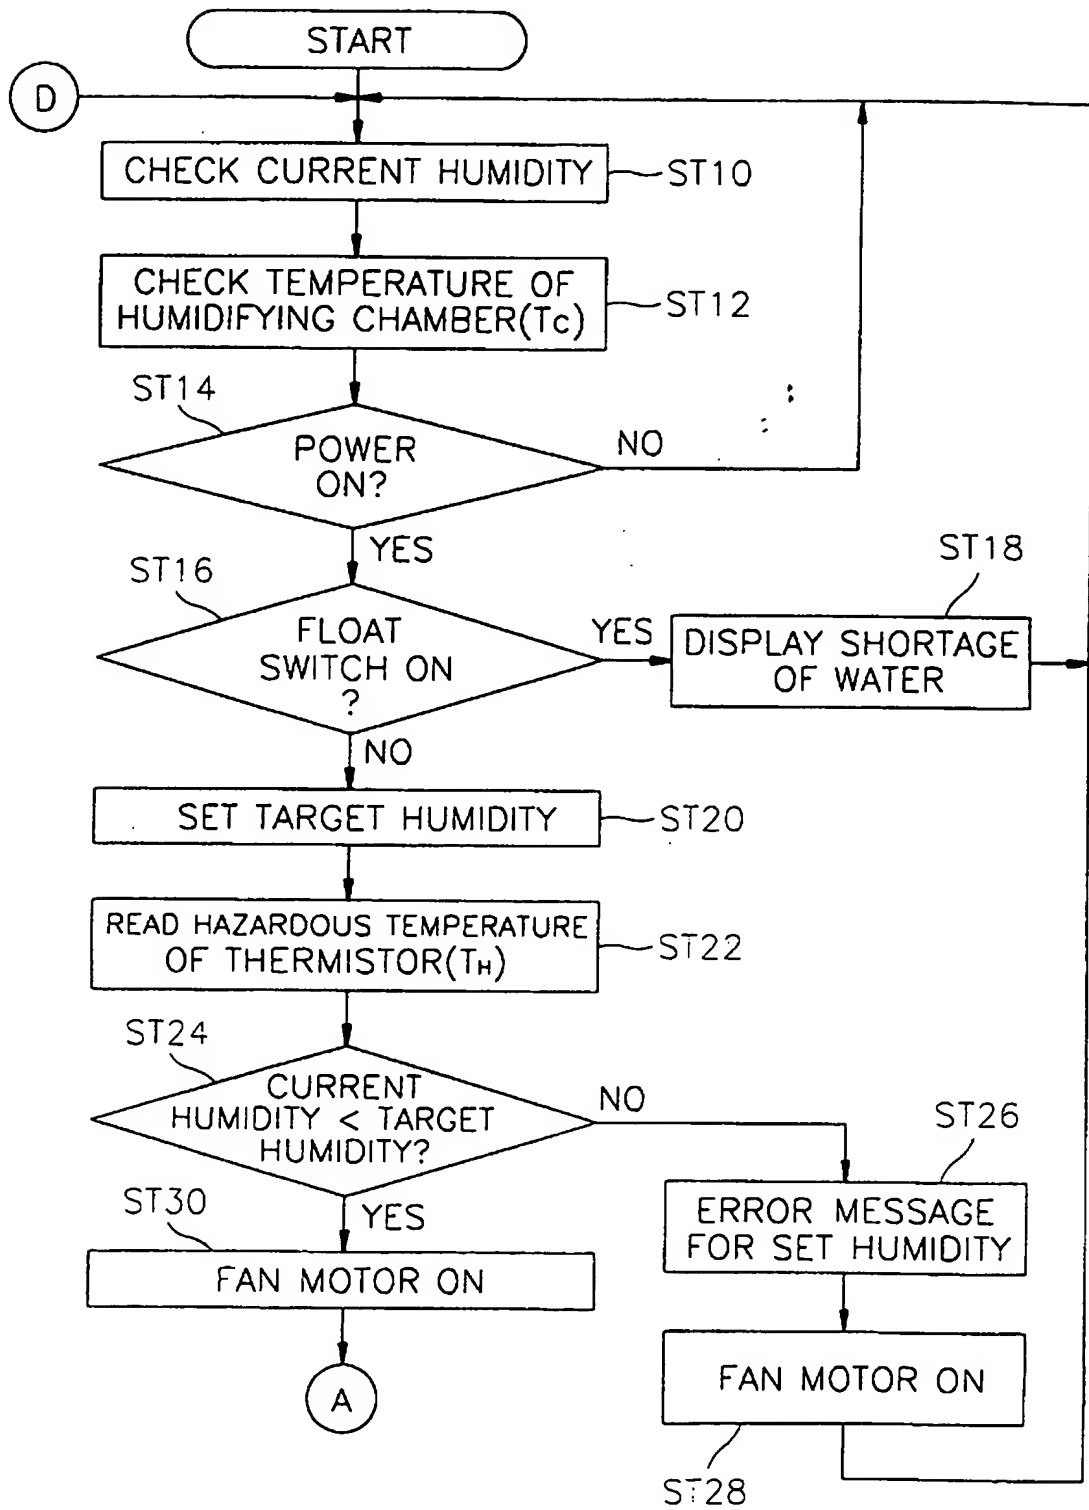 START
D
CHECK CURRENT HUMIDITY
ST10
CHECK TEMPERATURE OF
HUMIDIFYING CHAMBER(Tc)
ST12
ST14
POWER
ON?
NO
YES
ST16
FLOAT
SWITCH ON
?
YES
ST18
DISPLAY SHORTAGE
OF WATER
NO
SET TARGET HUMIDITY
ST20
READ HAZARDOUS TEMPERATURE
OF THERMISTOR(TH)
ST22
ST24
CURRENT
HUMIDITY < TARGET
HUMIDITY?
NO
ST26
ERROR MESSAGE
FOR SET HUMIDITY
YES
ST30
FAN MOTOR ON
A
FAN MOTOR ON
ST28